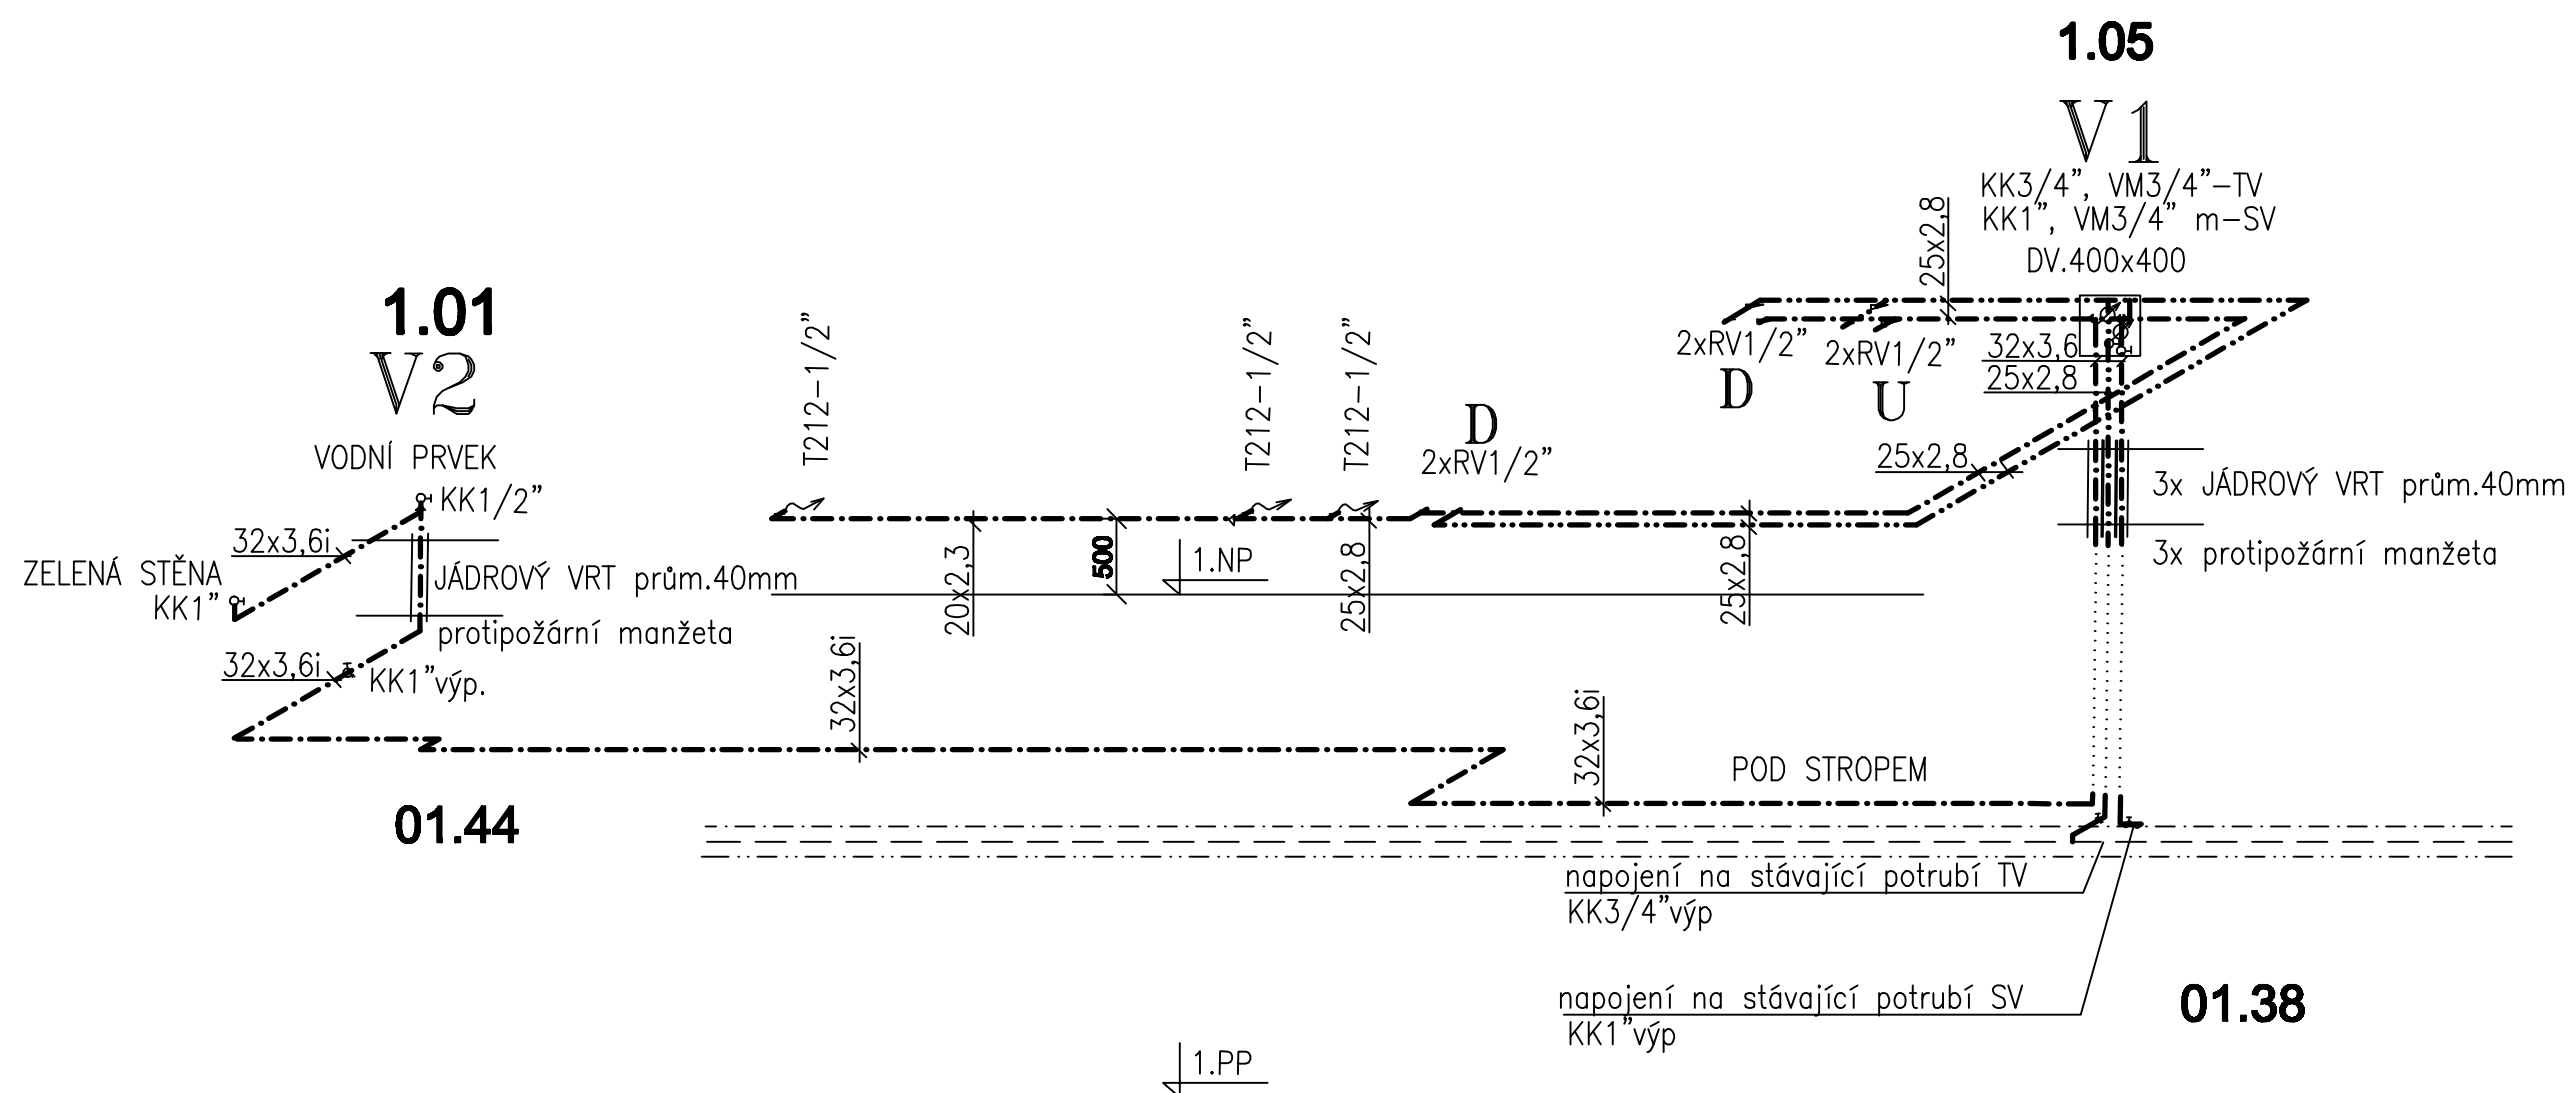 1.05
V1
KK3/4", VM3/4"-TV
KK1", VM3/4" m-SV
DV.400x400
25x2,8
1.01
V2
T212-1/2"
T212-1/2"
T212-1/2"
2xRV1/2"
D
2xRV1/2"
U
32x3,6
25x2,8
D
2xRV1/2"
25x2,8
VODNÍ PRVEK
KK1/2"
3x JÁDROVÝ VRT prům.40mm
3x protipožární manžeta
32x3,6i
ZELENÁ STĚNA
KK1"
JÁDROVÝ VRT prům.40mm
protipožární manžeta
20x2,3
500
1.NP
25x2,8
25x2,8
32x3,6i
KK1"výp.
32x3,6i
32x3,6i
POD STROPEM
01.44
napojení na stávající potrubí TV
KK3/4"výp
napojení na stávající potrubí SV
KK1"výp
01.38
1.PP